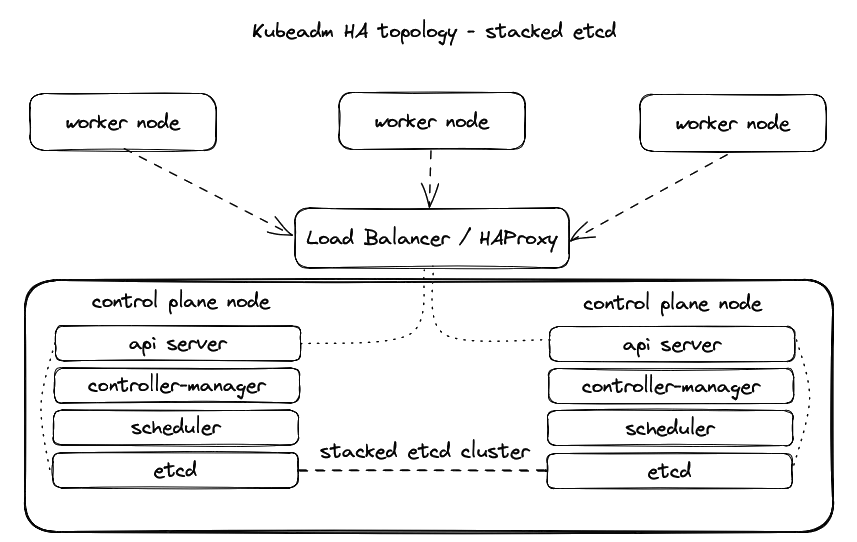 Kubeadm HA topology - stacked etcd
worker node
worker node
worker node
Load Balancer / HAProxy
control plane node
control plane node
api server
api server
controller-manager
controller-manager
scheduler
scheduler
stacked etcd cluster
etcd
etcd